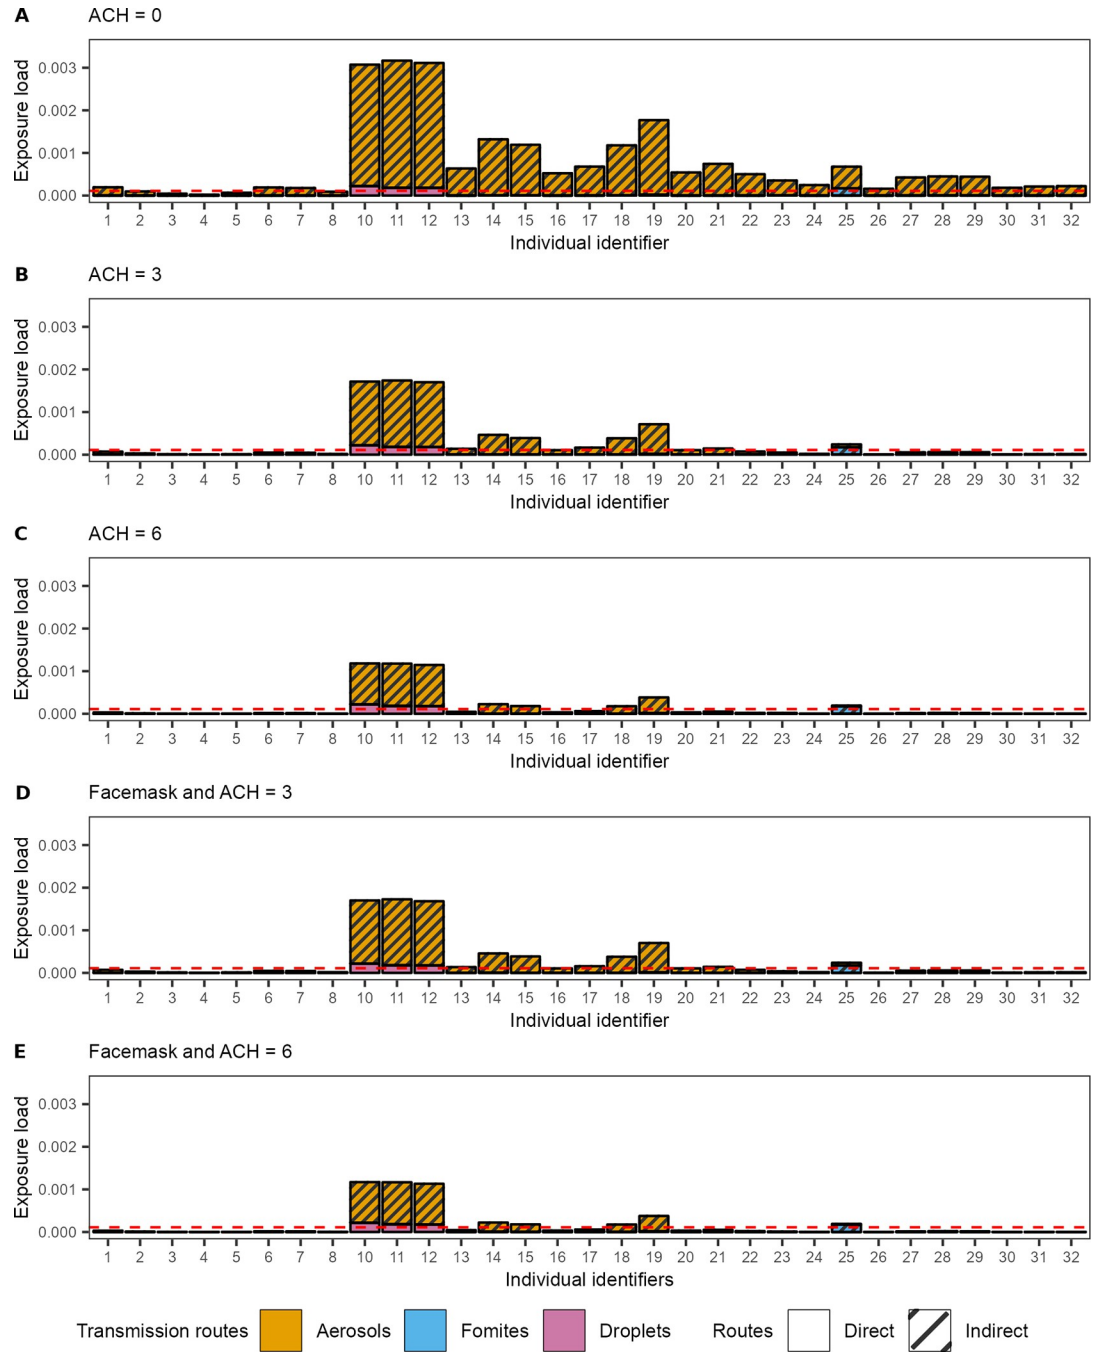 A ACH = 0
Exposure load
0.003
0.002
0.001
0.000
1 2 3 4 5 6 7 8 10 11 12 13 14 15 16 17 18 19 20 21 22 23 24 25 26 27 28 29 30 31 32
Individual identifier
B ACH = 3
Exposure load
0.003
0.002
0.001
0.000
1 2 3 4 5 6 7 8 10 11 12 13 14 15 16 17 18 19 20 21 22 23 24 25 26 27 28 29 30 31 32
Individual identifier
C ACH = 6
Exposure load
0.003
0.002
0.001
0.000
1 2 3 4 5 6 7 8 10 11 12 13 14 15 16 17 18 19 20 21 22 23 24 25 26 27 28 29 30 31 32
Individual identifier
D Facemask and ACH = 3
Exposure load
0.003
0.002
0.001
0.000
1 2 3 4 5 6 7 8 10 11 12 13 14 15 16 17 18 19 20 21 22 23 24 25 26 27 28 29 30 31 32
Individual identifier
E Facemask and ACH = 6
Exposure load
0.003
0.002
0.001
0.000
1 2 3 4 5 6 7 8 10 11 12 13 14 15 16 17 18 19 20 21 22 23 24 25 26 27 28 29 30 31 32
Individual identifiers
Transmission routes Aerosols Fomites Droplets Routes Direct Indirect